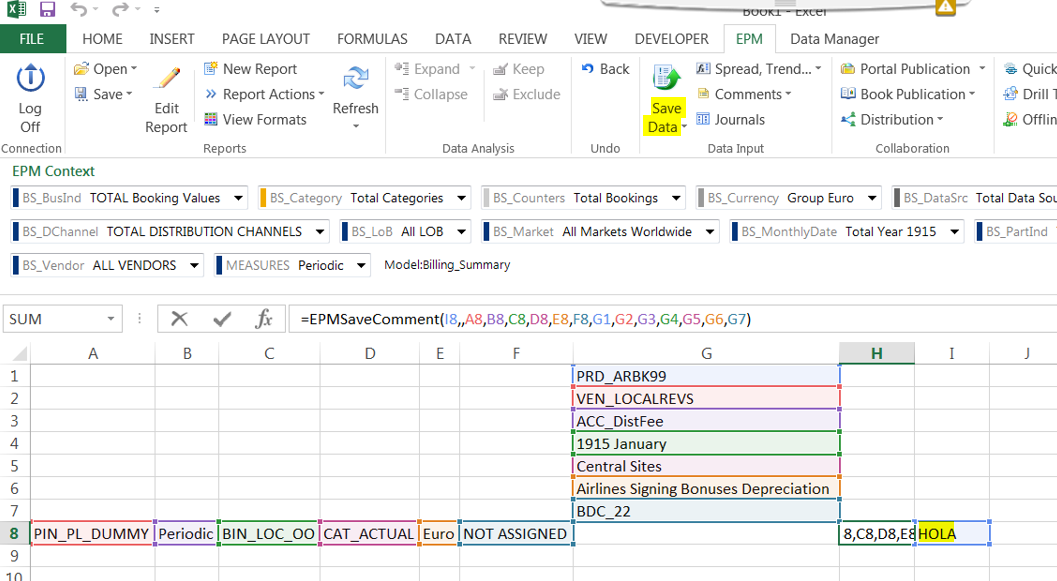 Book1 - Excel
FILE HOME INSERT PAGE LAYOUT FORMULAS DATA REVIEW VIEW DEVELOPER EPM Data Manager
Open New Report Expand Keep Back Spread, Trend... Portal Publication Quick
Save Report Actions Collapse Exclude Comments Book Publication Drill T
Log Off Edit Report View Formats Refresh Save Data Journals Distribution Offlin
Connection Reports Data Analysis Undo Data Input Collaboration
EPM Context
BS_BusInd TOTAL Booking Values BS_Category Total Categories BS_Counters Total Bookings BS_Currency Group Euro BS_DataSrc Total Data Sou
BS_DChannel TOTAL DISTRIBUTION CHANNELS BS_LoB All LOB BS_Market All Markets Worldwide BS_MonthlyDate Total Year 1915 BS_PartInd
BS_Vendor ALL VENDORS MEASURES Periodic Model:Billing_Summary
SUM fx =EPMSaveComment(I8,,A8,B8,C8,D8,E8,F8,G1,G2,G3,G4,G5,G6,G7)
A B C D E F G H I J
1 PRD_ARBK99
2 VEN_LOCALREVS
3 ACC_DistFee
4 1915 January
5 Central Sites
6 Airlines Signing Bonuses Depreciation
7 BDC_22
8 PIN_PL_DUMMY Periodic BIN_LOC_OO CAT_ACTUAL Euro NOT ASSIGNED 8,C8,D8,E8 HOLA
9
10